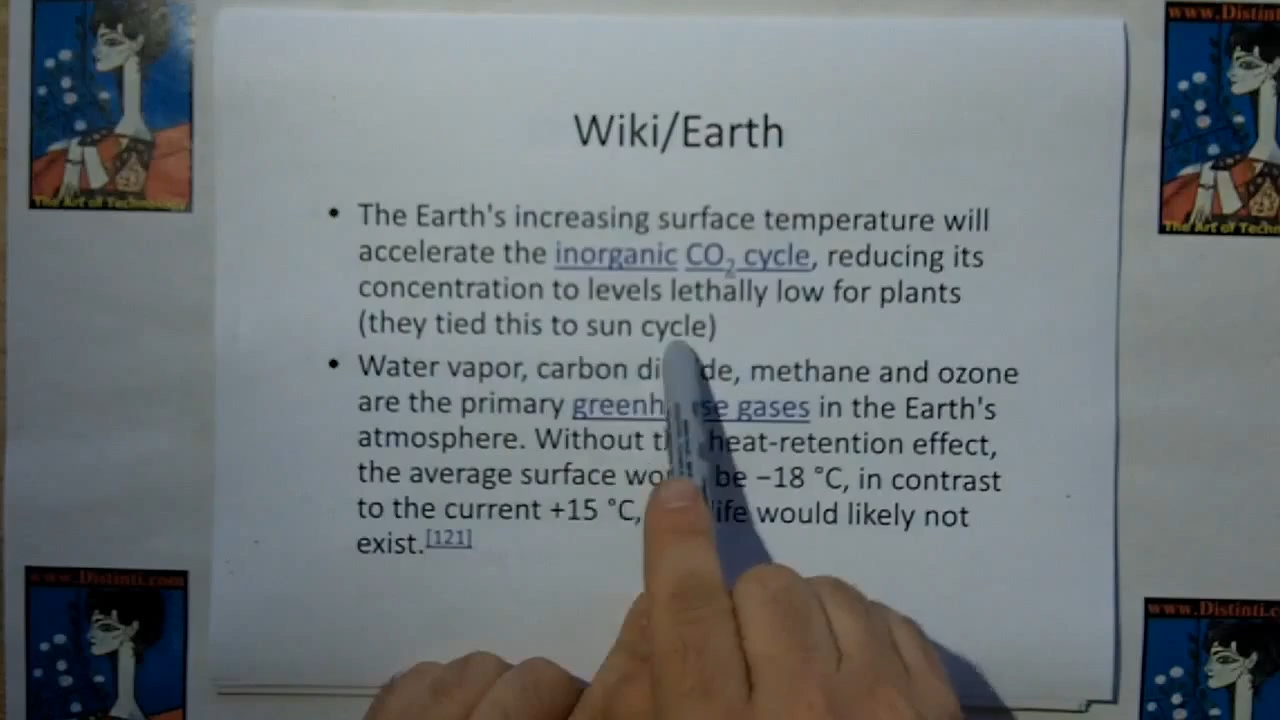 www.Distin
Wiki/Earth
The Art of Technology
The Art of Techn
• The Earth's increasing surface temperature will
accelerate the inorganic CO₂ cycle, reducing its
concentration to levels lethally low for plants
(they tied this to sun cycle)
• Water vapor, carbon di de, methane and ozone
are the primary greenh se gases in the Earth's
atmosphere. Without th heat-retention effect,
the average surface wo be −18 °C, in contrast
to the current +15 °C, life would likely not
exist.[121]
www.Distinti.com
www.Distinti.c